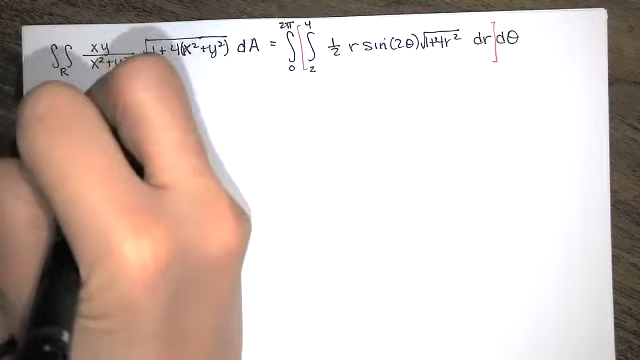 ∬_R xy/(x²+y²) √(1+4(x²+y²)) dA = ∫_0^{2π} [∫_2^4 ½ r sin(2θ) √(1+4r²) dr] dθ